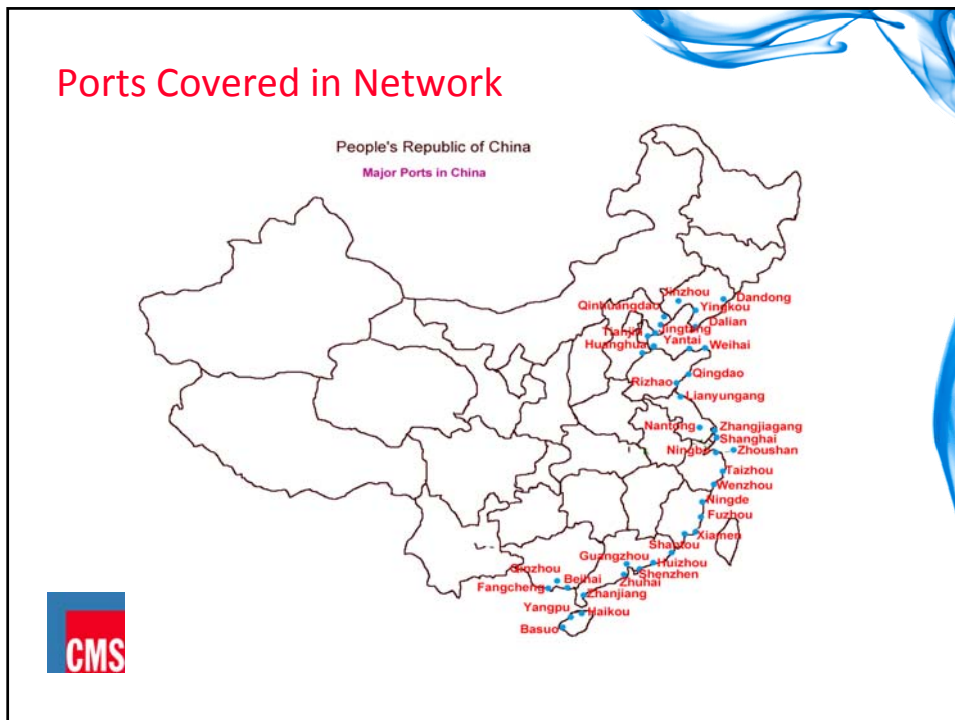 Ports Covered in Network
People's Republic of China
Major Ports in China
Jinzhou
Dandong
Qinhuangdao
Yingkou
Dalian
Jingtang
Tianjin
Yantai
Huanghua
Weihai
Qingdao
Rizhao
Lianyungang
Nantong
Zhangjiagang
Shanghai
Ningbo
Zhoushan
Taizhou
Wenzhou
Ningde
Fuzhou
Xiamen
Shantou
Guangzhou
Huizhou
Shenzhen
Qinzhou
Zhuhai
Beihai
Fangcheng
Zhanjiang
Yangpu
Haikou
Basuo
CMS